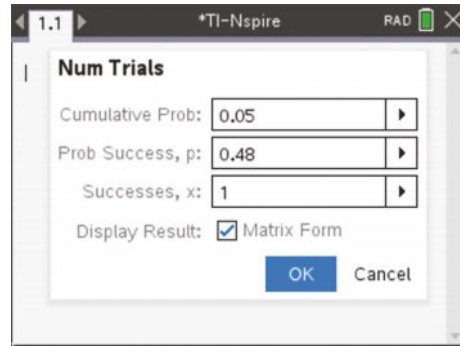 1.1 *TI-Nspire RAD
Num Trials
Cumulative Prob: 0.05
Prob Success, p: 0.48
Successes, x: 1
Display Result: Matrix Form
OK Cancel